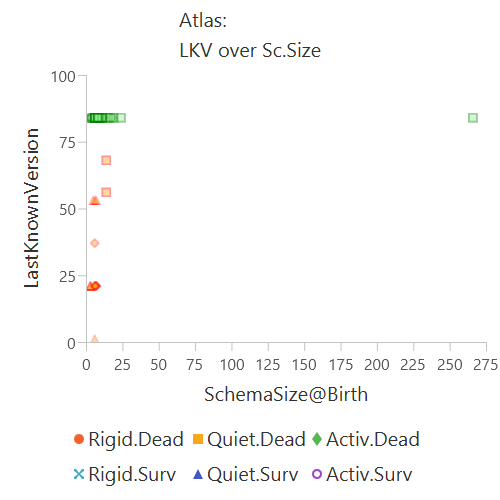 Atlas:
LKV over Sc.Size
LastKnownVersion
100
75
50
25
0
0 25 50 75 100 125 150 175 200 225 250 275
SchemaSize@Birth
Rigid.Dead Quiet.Dead Activ.Dead
Rigid.Surv Quiet.Surv Activ.Surv